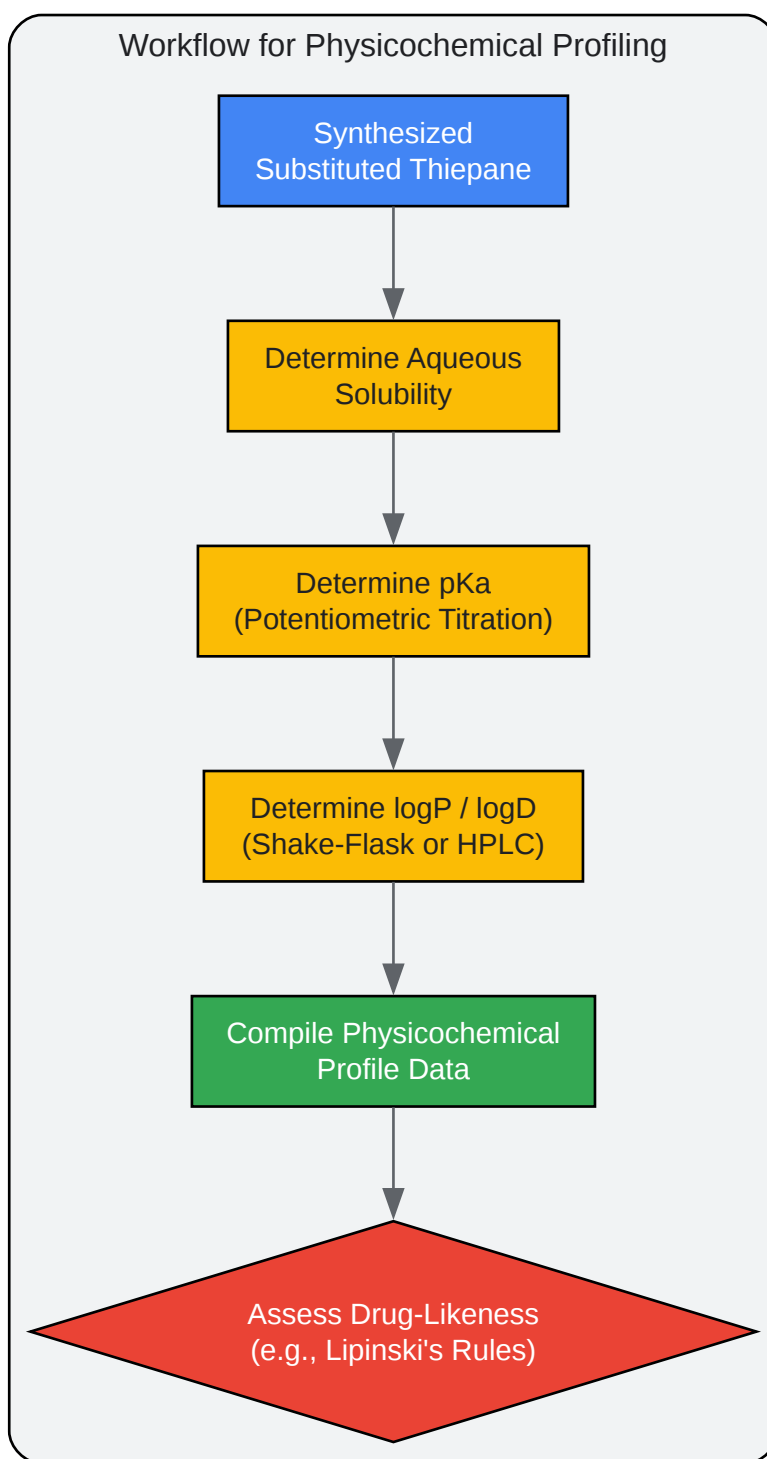 Workflow for Physicochemical Profiling
Synthesized
Substituted Thiepane
Determine Aqueous
Solubility
Determine pKa
(Potentiometric Titration)
Determine logP / logD
(Shake-Flask or HPLC)
Compile Physicochemical
Profile Data
Assess Drug-Likeness
(e.g., Lipinski's Rules)